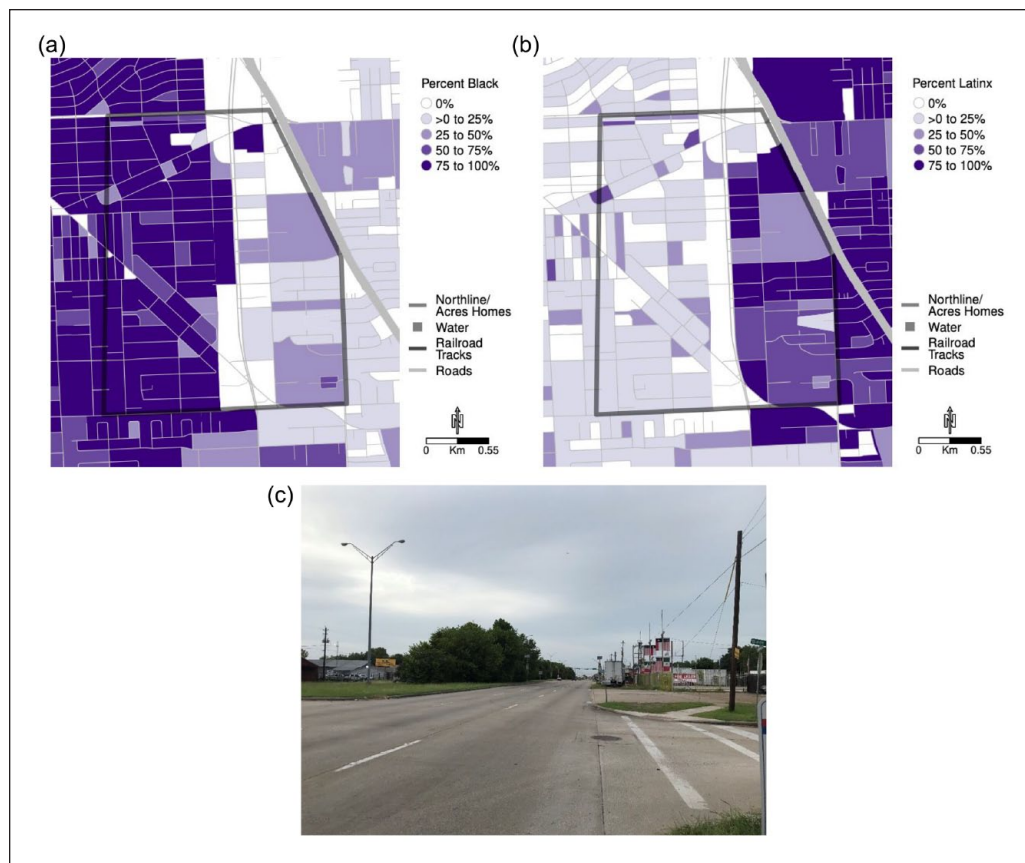 (a)
Percent Black
0%
>0 to 25%
25 to 50%
50 to 75%
75 to 100%
Northline/
Acres Homes
Water
Railroad
Tracks
Roads
N
0 Km 0.55
(b)
Percent Latinx
0%
>0 to 25%
25 to 50%
50 to 75%
75 to 100%
Northline/
Acres Homes
Water
Railroad
Tracks
Roads
N
0 Km 0.55
(c)